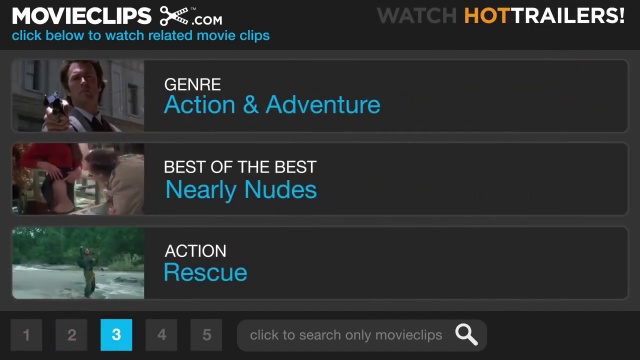 MOVIECLIPS .COM
WATCH HOTTRAILERS!
click below to watch related movie clips
GENRE
Action & Adventure
BEST OF THE BEST
Nearly Nudes
ACTION
Rescue
1 2 3 4 5
click to search only movieclips